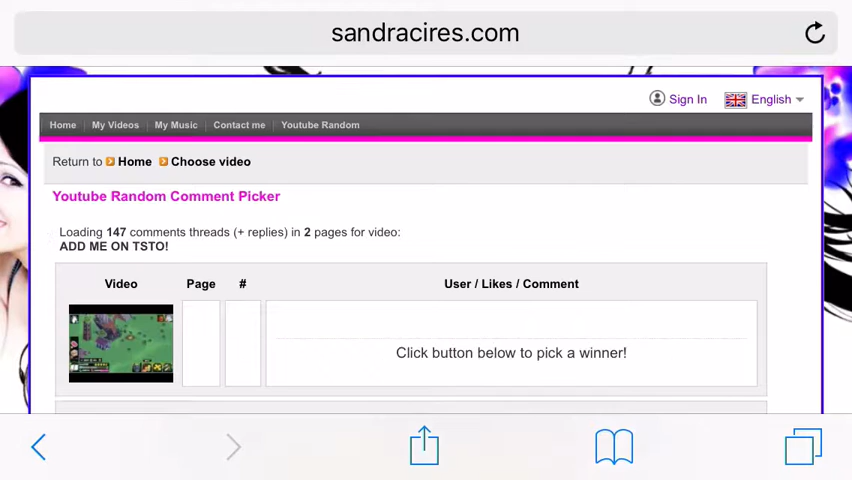 sandracires.com
Sign In English
Home My Videos My Music Contact me Youtube Random
Return to Home Choose video
Youtube Random Comment Picker
Loading 147 comments threads (+ replies) in 2 pages for video:
ADD ME ON TSTO!
Video Page # User / Likes / Comment
Click button below to pick a winner!